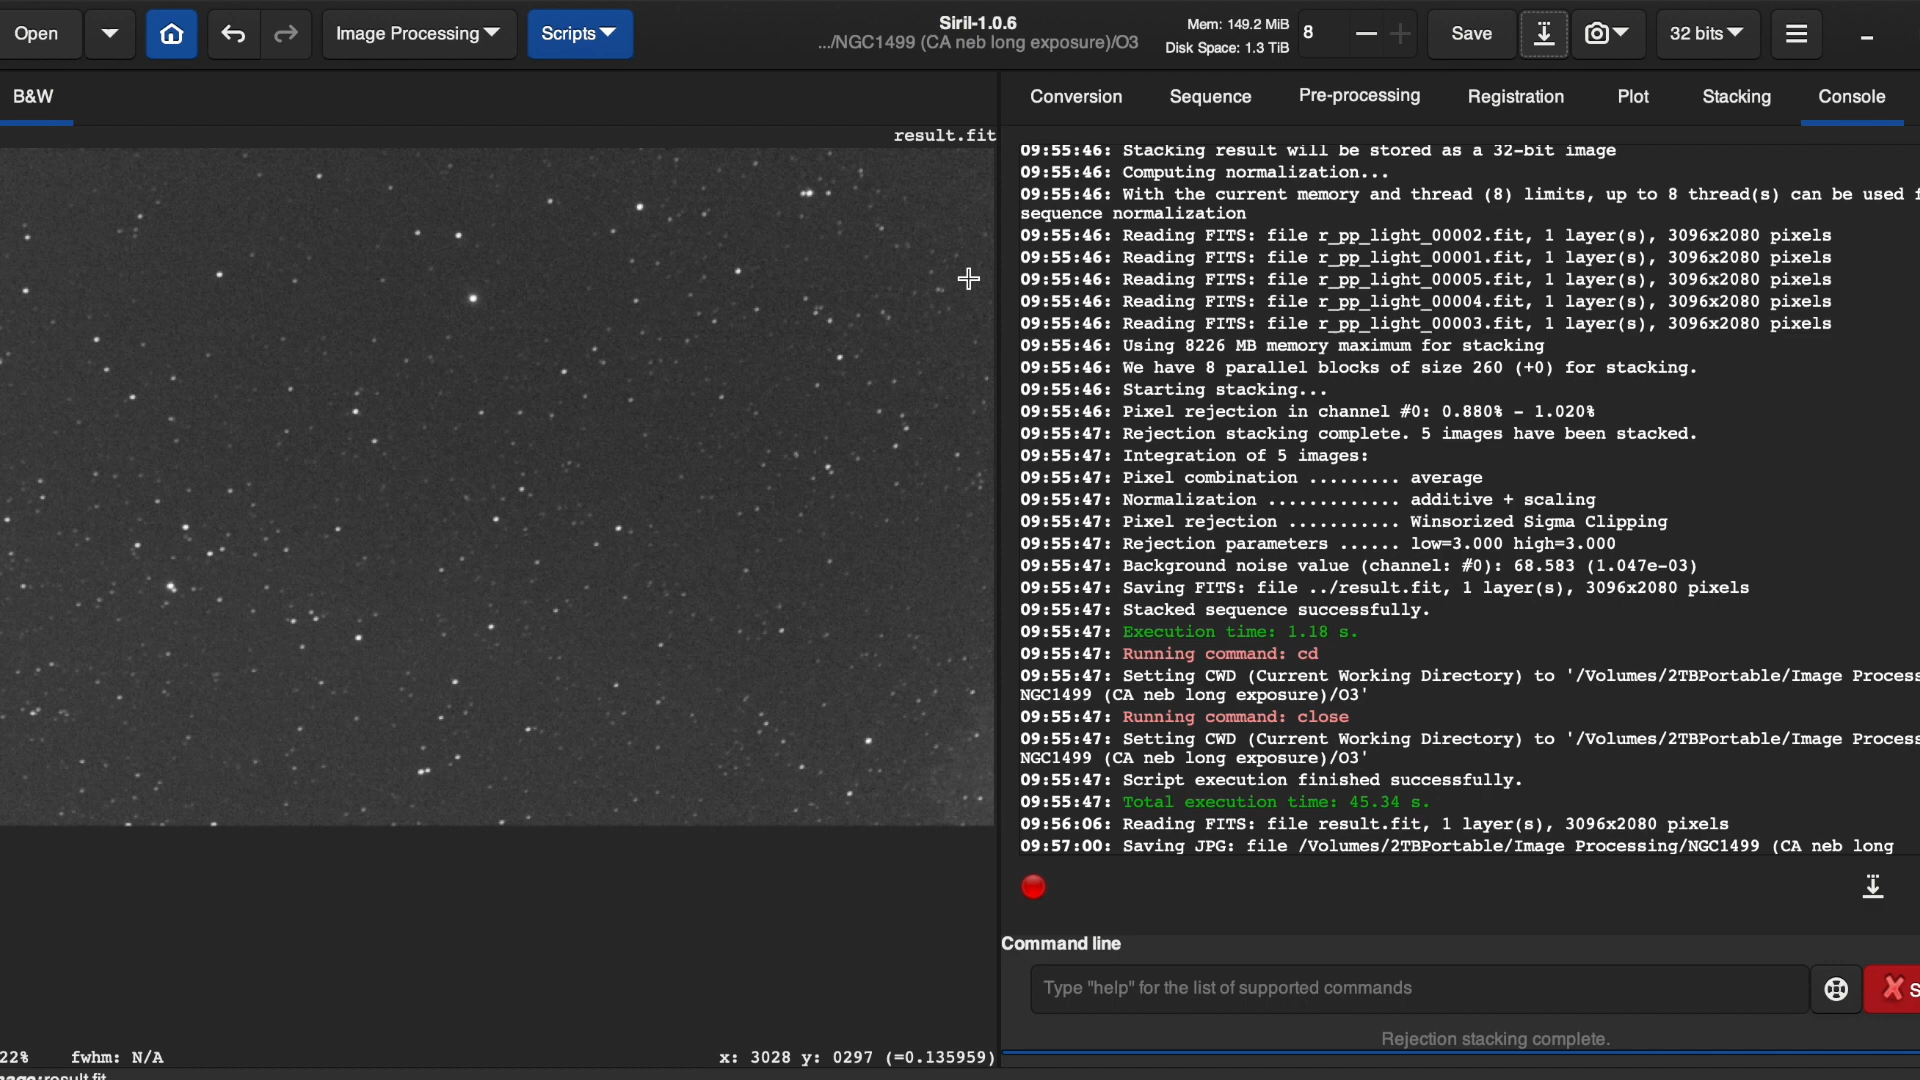 Open
Image Processing
Scripts
Siril-1.0.6
.../NGC1499 (CA neb long exposure)/O3
Mem: 149.2 MiB
Disk Space: 1.3 TiB
8
Save
32 bits
B&W
Conversion
Sequence
Pre-processing
Registration
Plot
Stacking
Console
result.fit
09:55:46: Stacking result will be stored as a 32-bit image
09:55:46: Computing normalization...
09:55:46: With the current memory and thread (8) limits, up to 8 thread(s) can be used f
sequence normalization
09:55:46: Reading FITS: file r_pp_light_00002.fit, 1 layer(s), 3096x2080 pixels
09:55:46: Reading FITS: file r_pp_light_00001.fit, 1 layer(s), 3096x2080 pixels
09:55:46: Reading FITS: file r_pp_light_00005.fit, 1 layer(s), 3096x2080 pixels
09:55:46: Reading FITS: file r_pp_light_00004.fit, 1 layer(s), 3096x2080 pixels
09:55:46: Reading FITS: file r_pp_light_00003.fit, 1 layer(s), 3096x2080 pixels
09:55:46: Using 8226 MB memory maximum for stacking
09:55:46: We have 8 parallel blocks of size 260 (+0) for stacking.
09:55:46: Starting stacking...
09:55:46: Pixel rejection in channel #0: 0.880% - 1.020%
09:55:47: Rejection stacking complete. 5 images have been stacked.
09:55:47: Integration of 5 images:
09:55:47: Pixel combination ......... average
09:55:47: Normalization ............. additive + scaling
09:55:47: Pixel rejection ........... Winsorized Sigma Clipping
09:55:47: Rejection parameters ...... low=3.000 high=3.000
09:55:47: Background noise value (channel: #0): 68.583 (1.047e-03)
09:55:47: Saving FITS: file ../result.fit, 1 layer(s), 3096x2080 pixels
09:55:47: Stacked sequence successfully.
09:55:47: Execution time: 1.18 s.
09:55:47: Running command: cd
09:55:47: Setting CWD (Current Working Directory) to '/Volumes/2TBPortable/Image Process
NGC1499 (CA neb long exposure)/O3'
09:55:47: Running command: close
09:55:47: Setting CWD (Current Working Directory) to '/Volumes/2TBPortable/Image Process
NGC1499 (CA neb long exposure)/O3'
09:55:47: Script execution finished successfully.
09:55:47: Total execution time: 45.34 s.
09:56:06: Reading FITS: file result.fit, 1 layer(s), 3096x2080 pixels
09:57:00: Saving JPG: file /Volumes/2TBPortable/Image Processing/NGC1499 (CA neb long
Command line
Type "help" for the list of supported commands
S
Rejection stacking complete.
22% fwhm: N/A
x: 3028 y: 0297 (=0.135959)